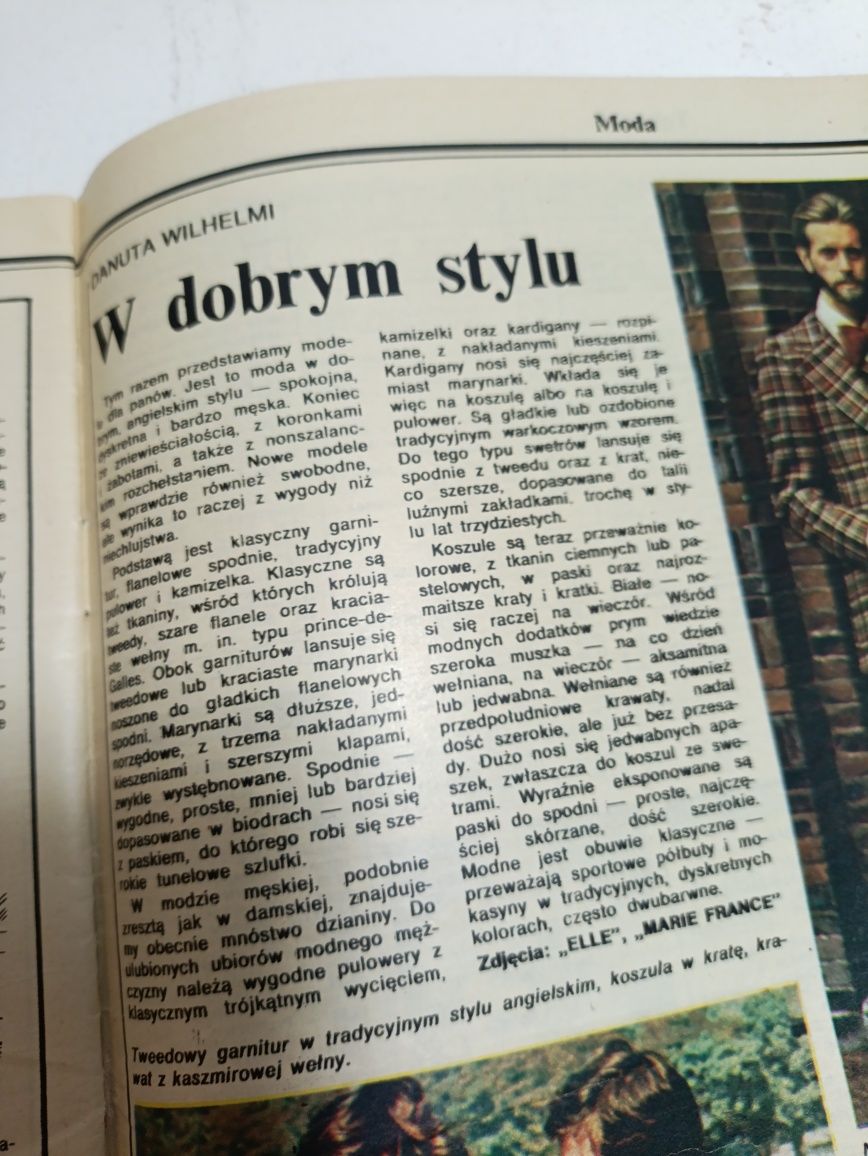 Moda
DANUTA WILHELMI
W dobrym stylu
Tym razem przedstawiamy mode-
le dla panów. Jest to moda w do-
brym, angielskim stylu — spokojna,
dyskretna i bardzo męska. Koniec
ze zniewieściałością, z koronkami
i żabotami, a także z nonszalanc-
kim rozchełstaniem. Nowe modele
są wprawdzie również swobodne,
ale wynika to raczej z wygody niż
niechlujstwa.
Podstawą jest klasyczny garni-
tur, flanelowe spodnie, tradycyjny
pulower i kamizelka. Klasyczne są
też tkaniny, wśród których królują
tweedy, szare flanele oraz kracia-
ste wełny m. in. typu prince-de-
Galles. Obok garniturów lansuje się
tweedowe lub kraciaste marynarki
noszone do gładkich flanelowych
spodni. Marynarki są dłuższe, jed-
norzędowe, z trzema nakładanymi
kieszeniami i szerszymi klapami,
zwykle wystębnowane. Spodnie —
wygodne, proste, mniej lub bardziej
dopasowane w biodrach — nosi się
z paskiem, do którego robi się sze-
rokie tunelowe szlufki.
W modzie męskiej, podobnie
zresztą jak w damskiej, znajduje-
my obecnie mnóstwo dzianiny. Do
ulubionych ubiorów modnego męż-
czyzny należą wygodne pulowery z
klasycznym trójkątnym wycięciem,
kamizelki oraz kardigany — rozpi-
nane, z nakładanymi kieszeniami.
Kardigany nosi się najczęściej za-
miast marynarki. Wkłada się je
więc na koszulę albo na koszulę i
pulower. Są gładkie lub ozdobione
tradycyjnym warkoczowym wzorem.
Do tego typu swetrów lansuje się
spodnie z tweedu oraz z krat, nie-
co szersze, dopasowane do talii
luźnymi zakładkami, trochę w sty-
lu lat trzydziestych.
Koszule są teraz przeważnie ko-
lorowe, z tkanin ciemnych lub pa-
stelowych, w paski oraz najroz-
maitsze kraty i kratki. Białe — no-
si się raczej na wieczór. Wśród
modnych dodatków prym wiedzie
szeroka muszka — na co dzień
wełniana, na wieczór — aksamitna
lub jedwabna. Wełniane są również
przedpołudniowe krawaty, nadal
dość szerokie, ale już bez przesa-
dy. Dużo nosi się jedwabnych apa-
szek, zwłaszcza do koszul ze swe-
trami. Wyraźnie eksponowane są
paski do spodni — proste, najczę-
ściej skórzane, dość szerokie.
Modne jest obuwie klasyczne —
przeważają sportowe półbuty i mo-
kasyny w tradycyjnych, dyskretnych
kolorach, często dwubarwne.
Zdjęcia: „ELLE”, „MARIE FRANCE”
Tweedowy garnitur w tradycyjnym stylu angielskim, koszula w kratę, kra-
wat z kaszmirowej wełny.